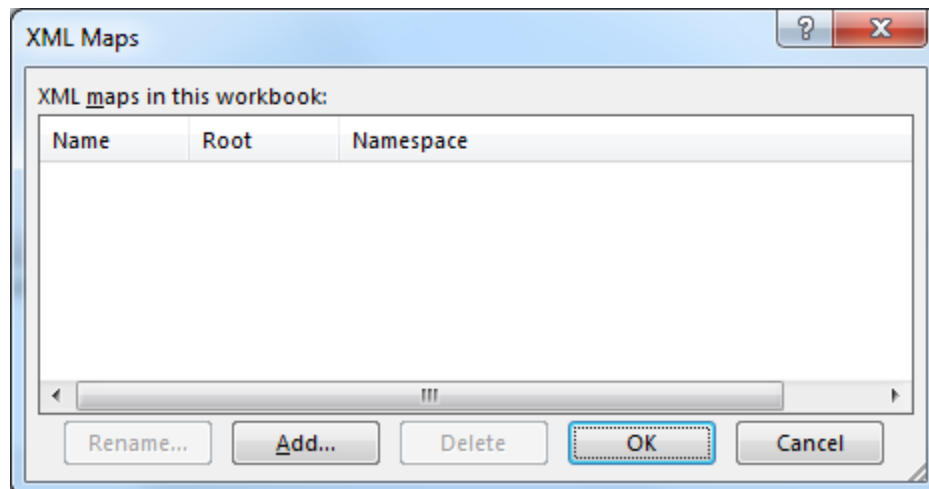 XML Maps
XML maps in this workbook:
Name Root Namespace
Rename... Add... Delete OK Cancel